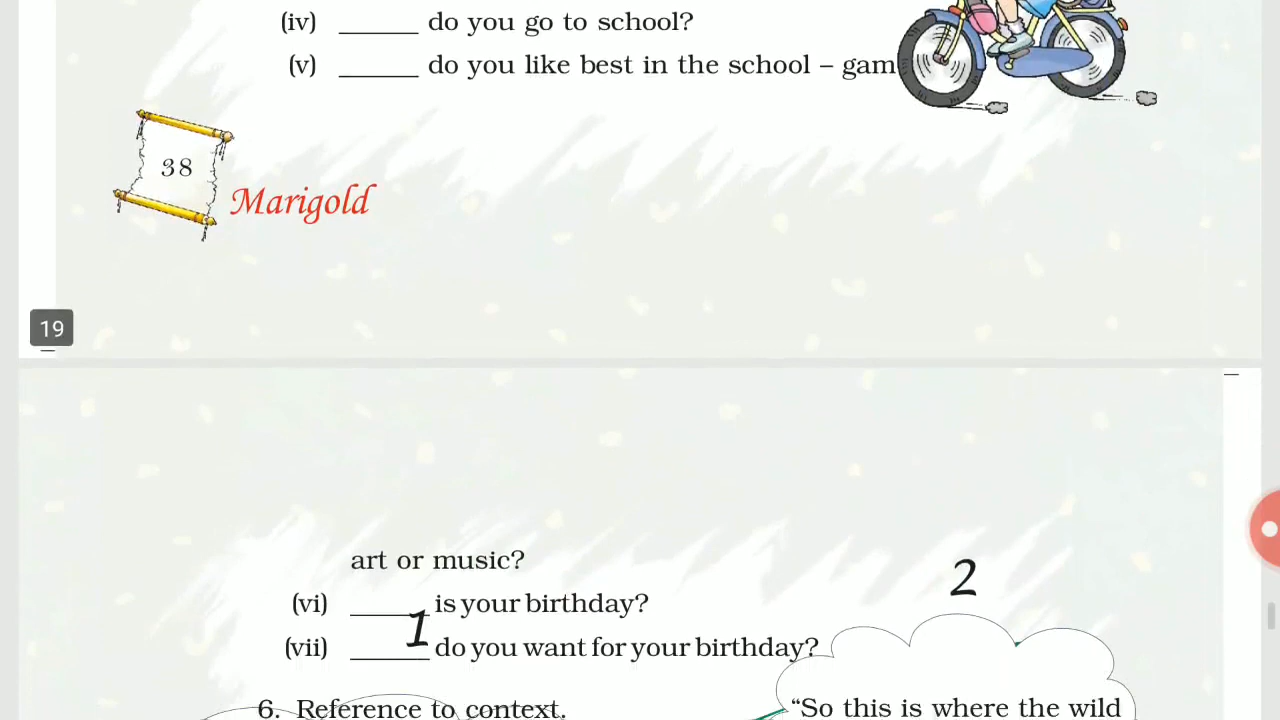 (iv) ______ do you go to school?
(v) ______ do you like best in the school – gam
38
Marigold
19
art or music?
2
(vi) ______ is your birthday?
1
(vii) ______ do you want for your birthday?
6. Reference to context.
“So this is where the wild